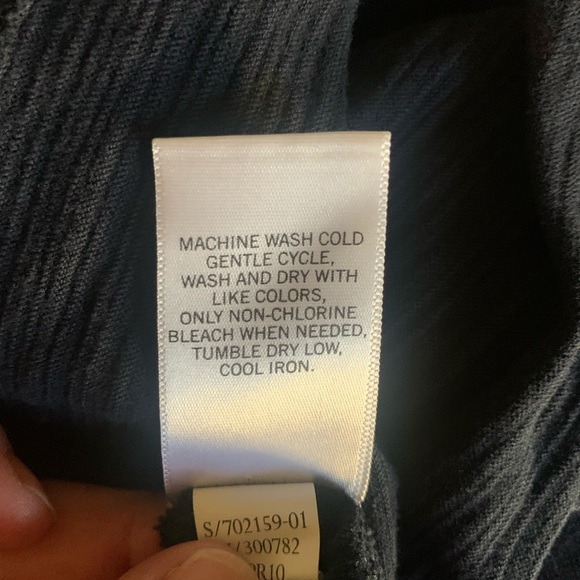 MACHINE WASH COLD
GENTLE CYCLE,
WASH AND DRY WITH
LIKE COLORS,
ONLY NON-CHLORINE
BLEACH WHEN NEEDED,
TUMBLE DRY LOW,
COOL IRON.
S/702159-01
/300782
R10